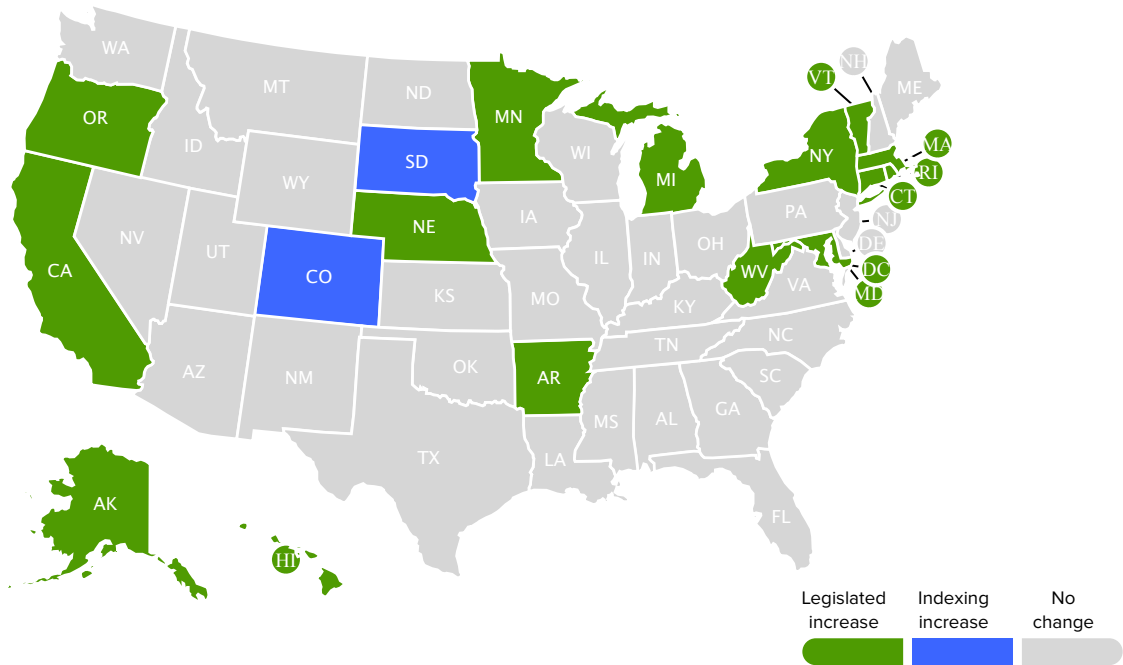 WA
MT
ND
MN
VT
NH
ME
OR
ID
SD
WI
NY
MA
WY
MI
RI
CT
NE
IA
PA
NJ
NV
UT
CO
IL
IN
OH
DE
CA
KS
MO
WV
VA
DC
MD
KY
AZ
NM
OK
AR
TN
NC
SC
MS
AL
GA
TX
LA
FL
AK
HI
Legislated increase
Indexing increase
No change